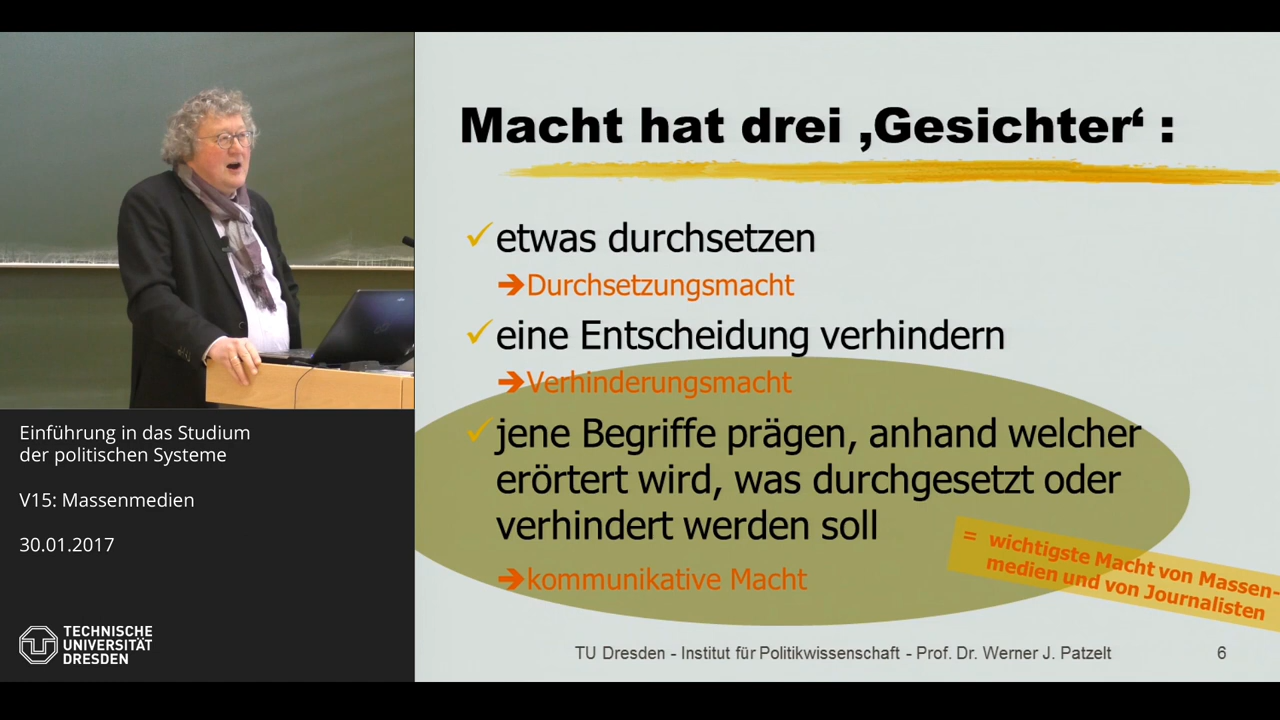 Macht hat drei ‚Gesichter‘ :
etwas durchsetzen
Durchsetzungsmacht
eine Entscheidung verhindern
Verhinderungsmacht
jene Begriffe prägen, anhand welcher
erörtert wird, was durchgesetzt oder
verhindert werden soll
kommunikative Macht
= wichtigste Macht von Massen-
medien und von Journalisten
TU Dresden - Institut für Politikwissenschaft - Prof. Dr. Werner J. Patzelt
6
Einführung in das Studium
der politischen Systeme
V15: Massenmedien
30.01.2017
TECHNISCHE
UNIVERSITÄT
DRESDEN